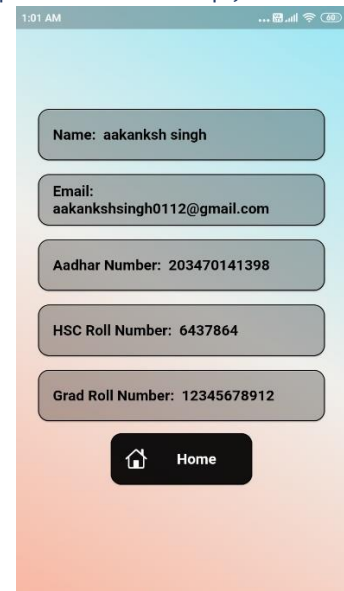 1:01 AM
60
Name: aakanksh singh
Email:
aakankshsingh0112@gmail.com
Aadhar Number: 203470141398
HSC Roll Number: 6437864
Grad Roll Number: 12345678912
Home